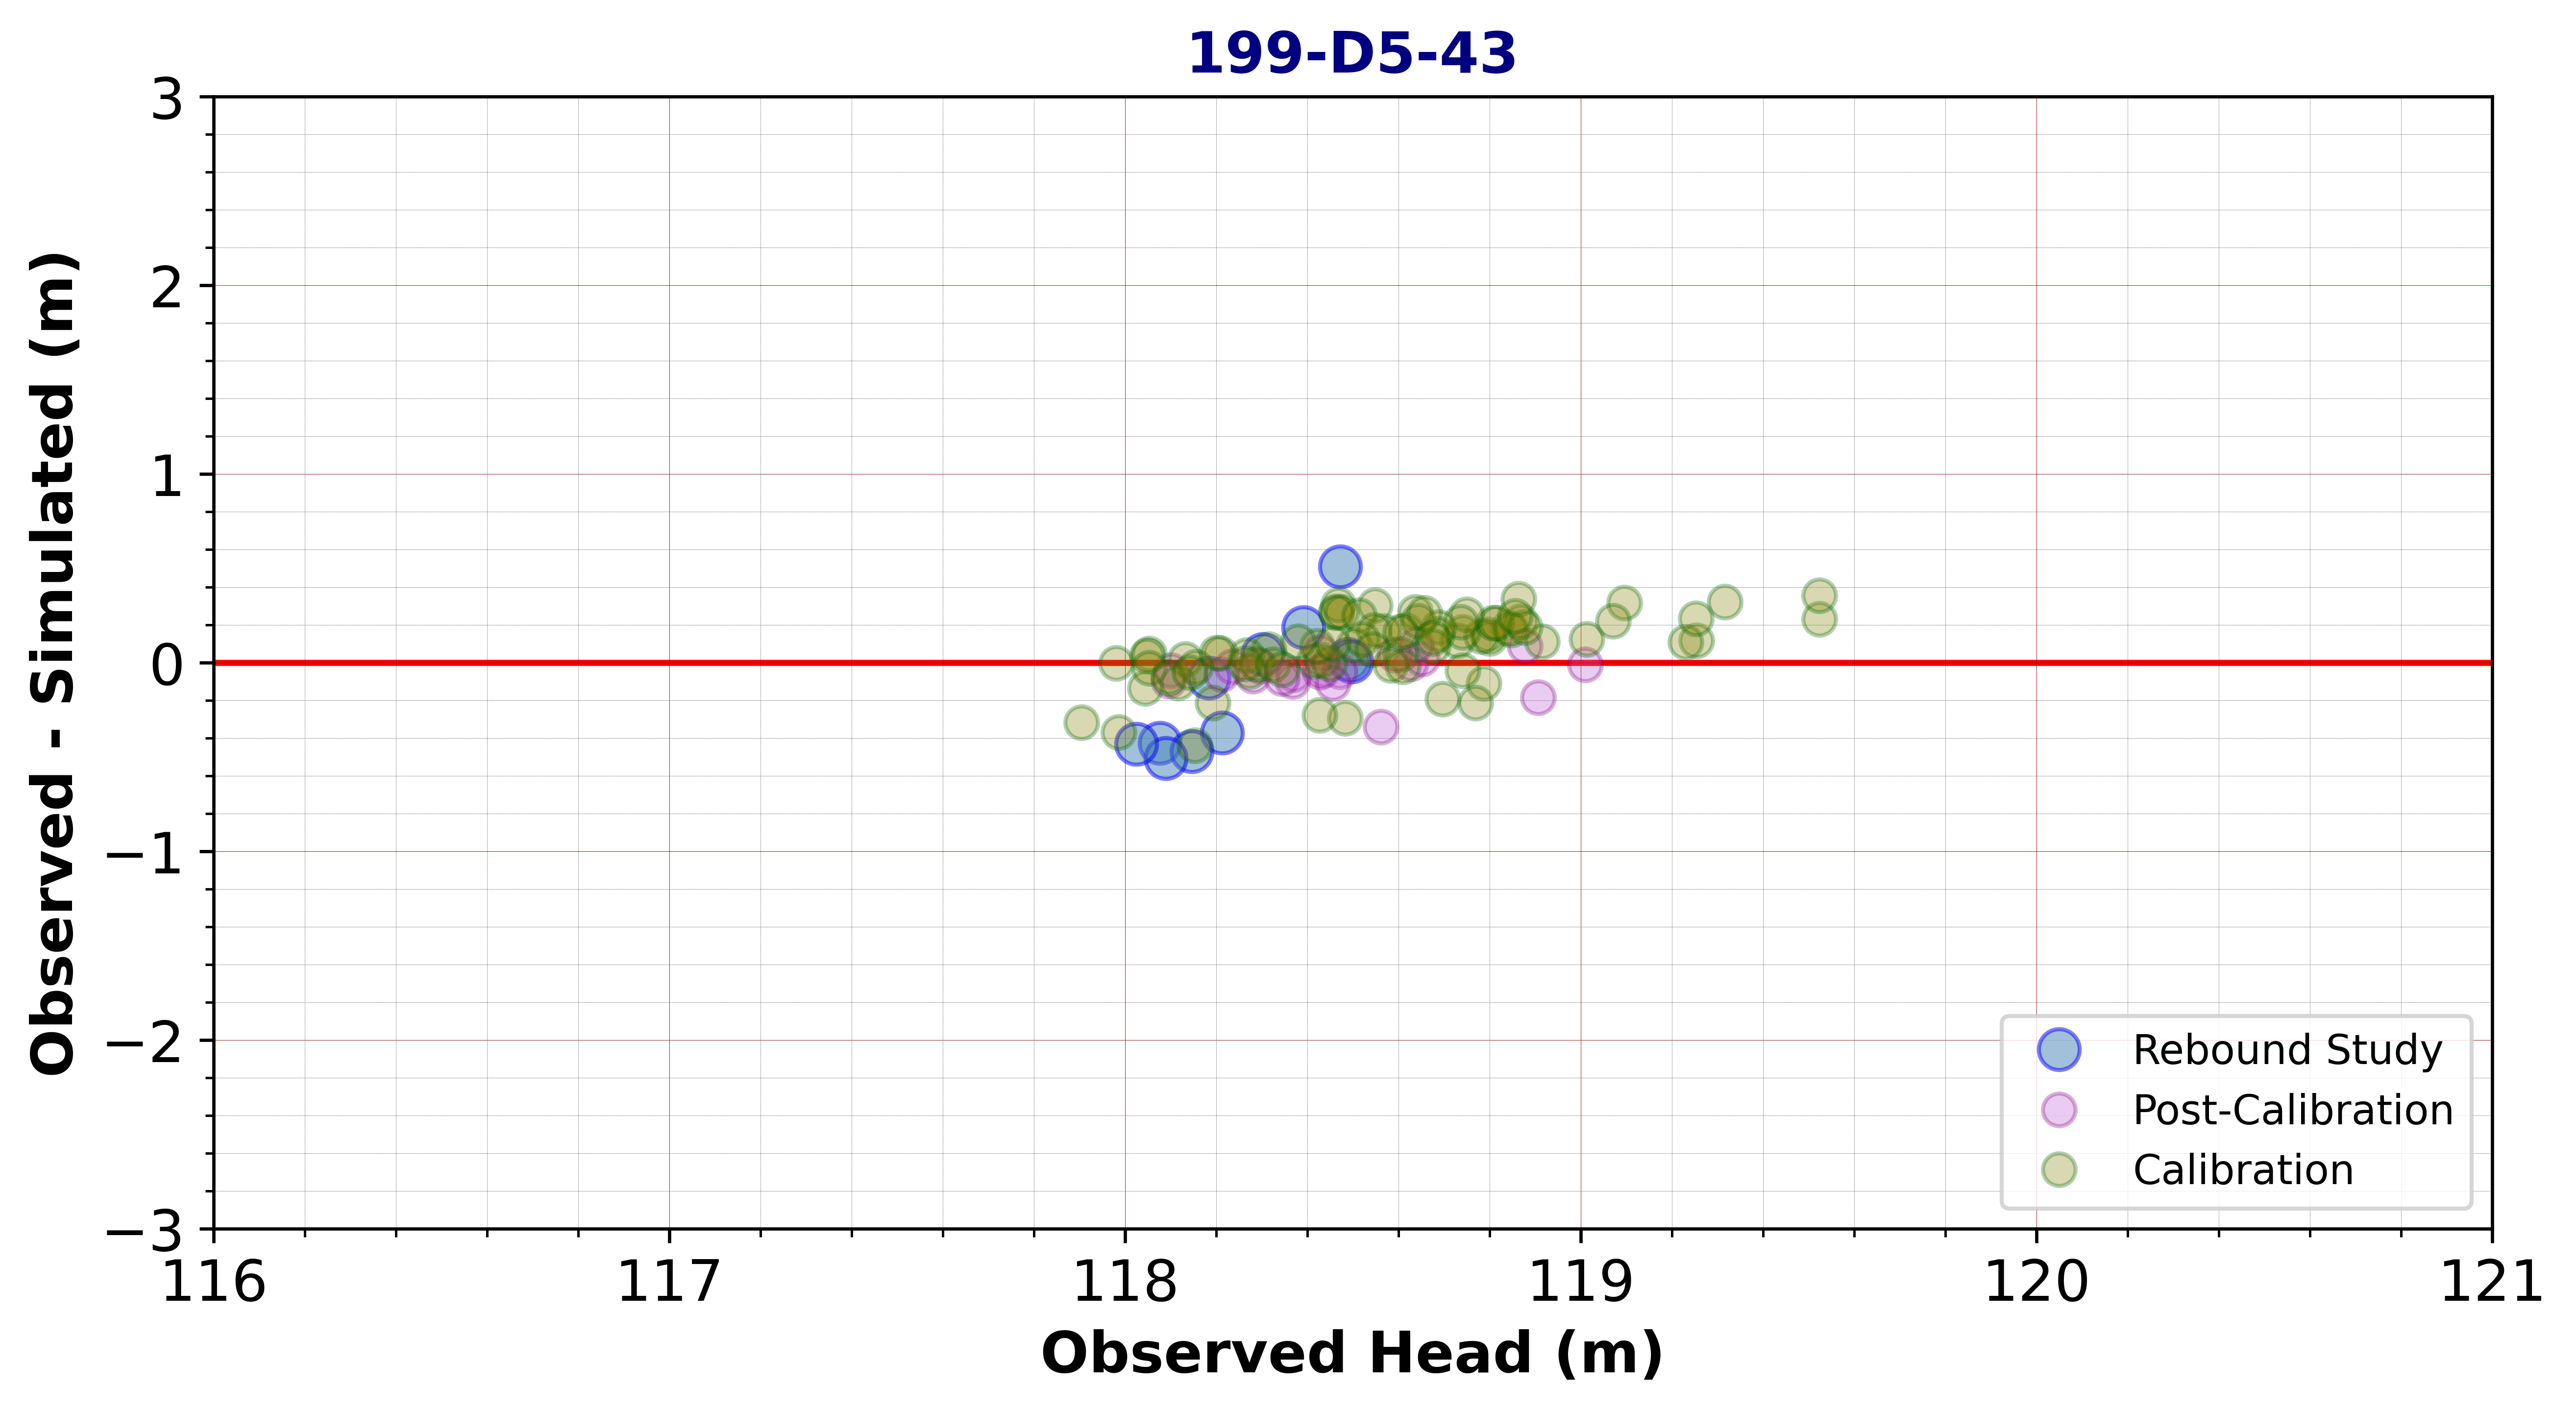 199-D5-43
3
2
1
0
−1
−2
−3
Observed - Simulated (m)
116 117 118 119 120 121
Observed Head (m)
Rebound Study
Post-Calibration
Calibration